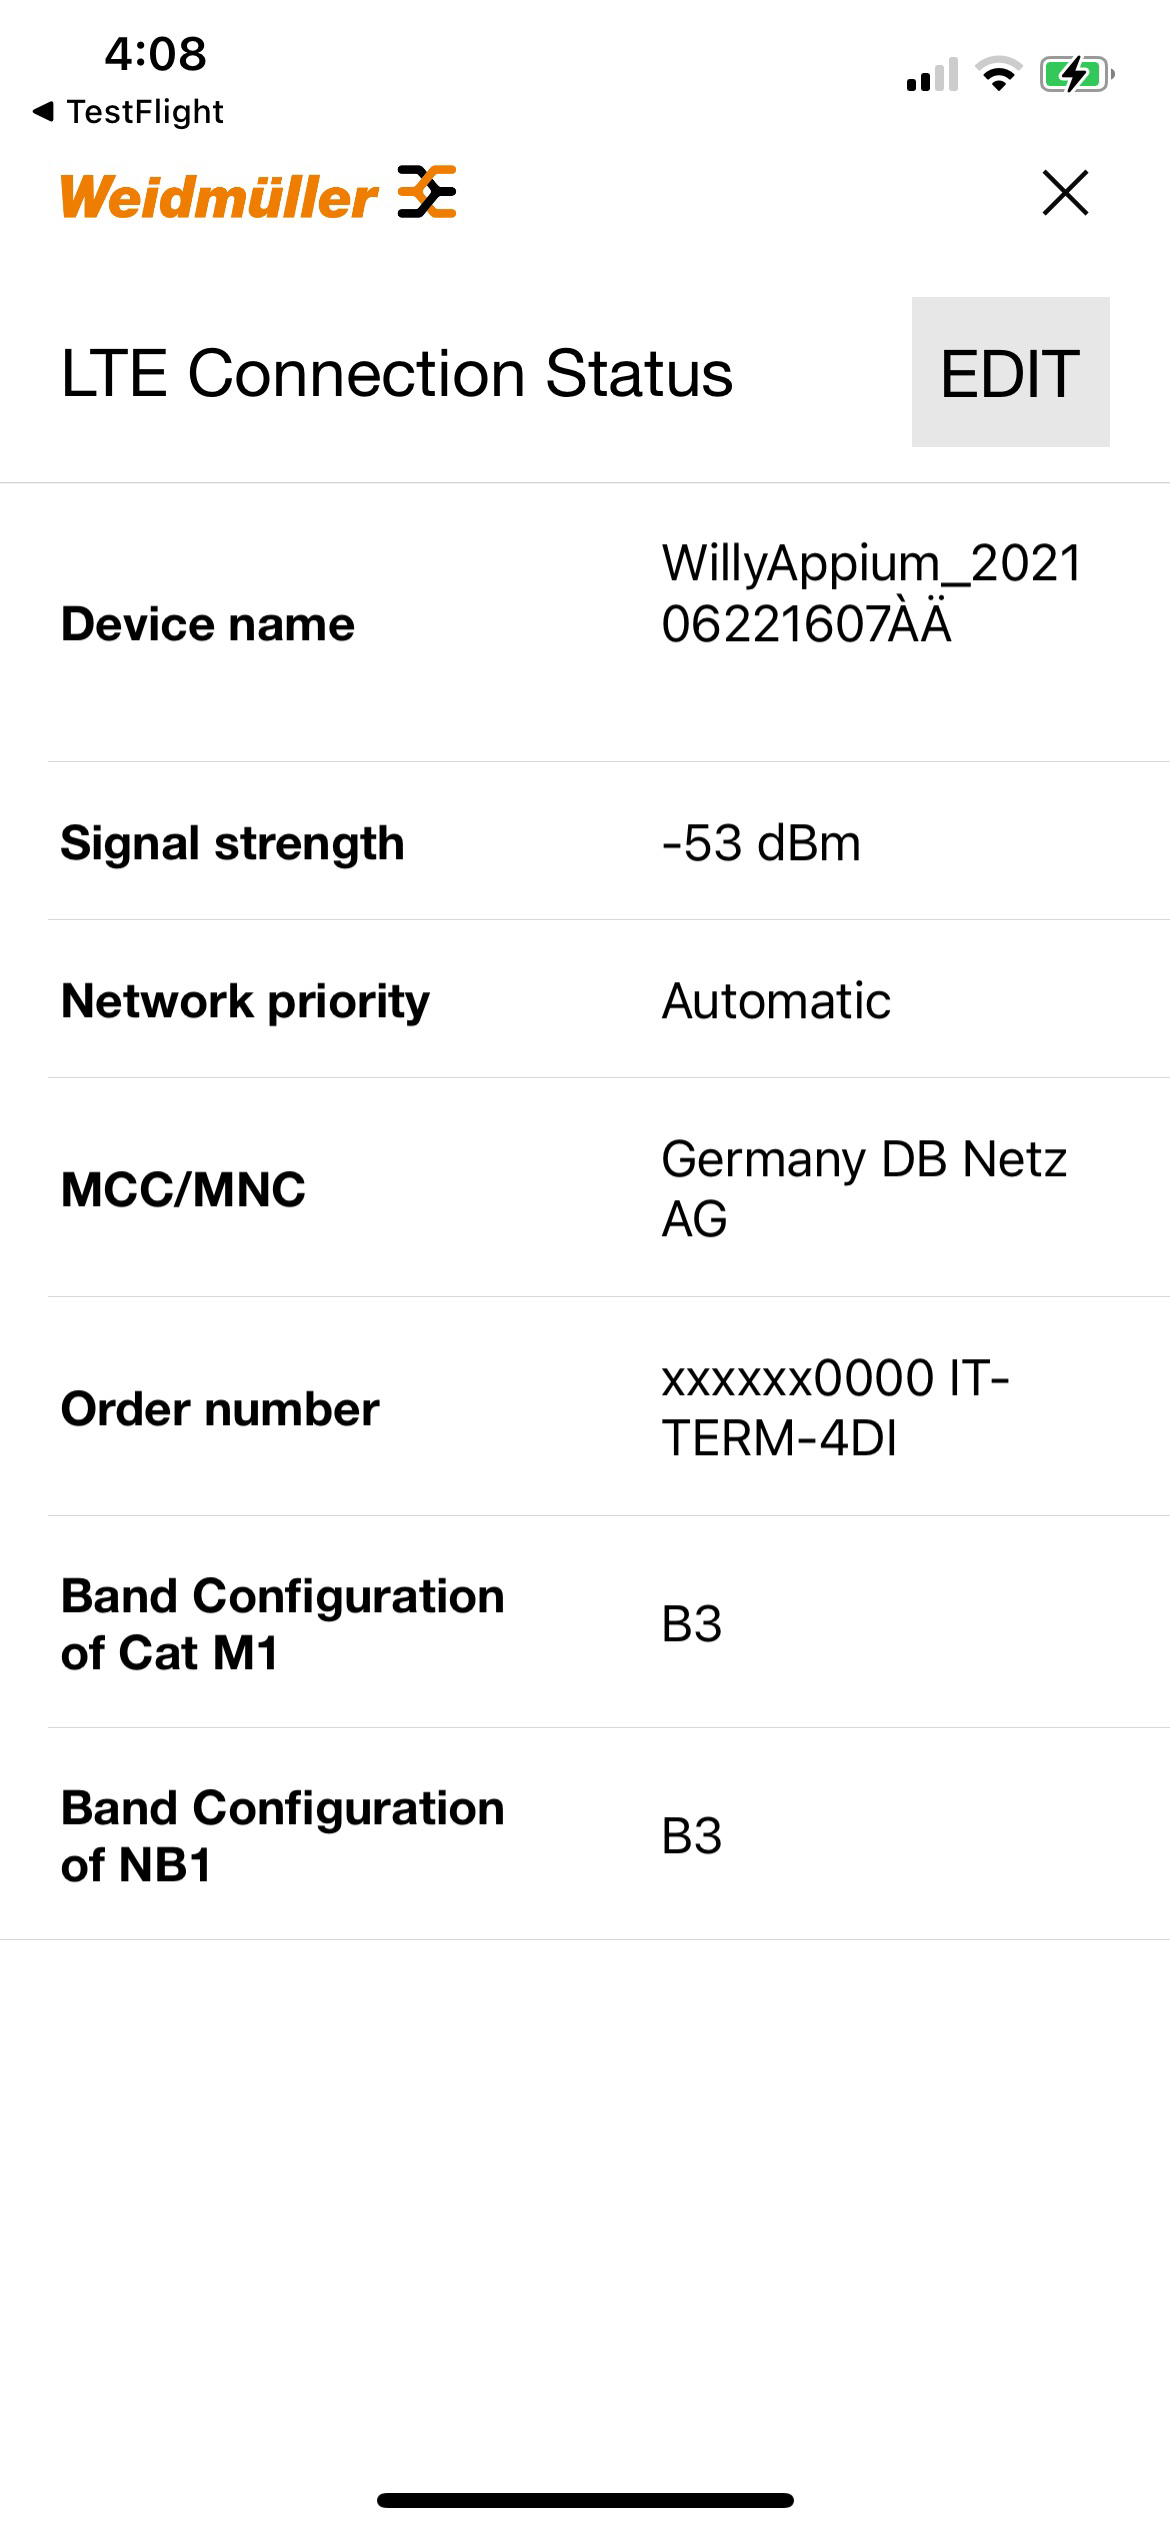 4:08
◀ TestFlight
Weidmüller
LTE Connection Status
EDIT
Device name
WillyAppium_2021
06221607ÀÄ
Signal strength
-53 dBm
Network priority
Automatic
MCC/MNC
Germany DB Netz
AG
Order number
xxxxxx0000 IT-
TERM-4DI
Band Configuration
of Cat M1
B3
Band Configuration
of NB1
B3